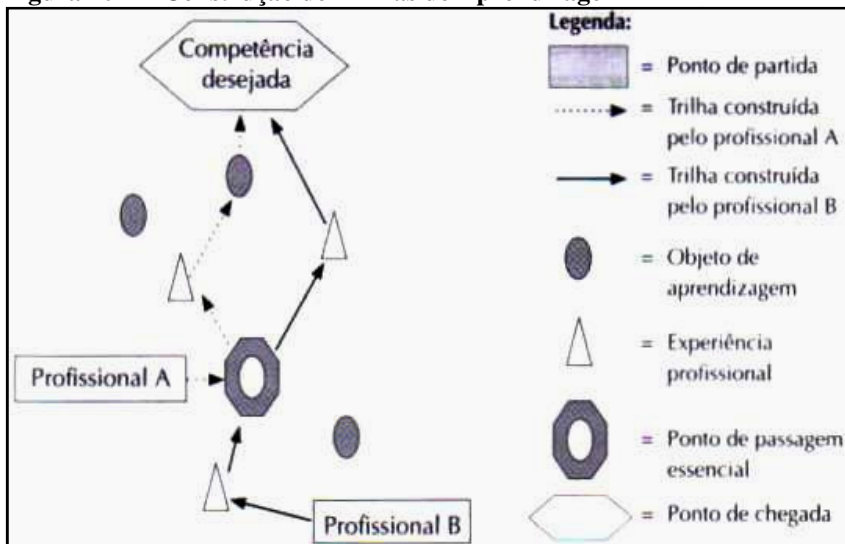 Competência
desejada
Profissional A
Profissional B
Legenda:
= Ponto de partida
= Trilha construída
pelo profissional A
= Trilha construída
pelo profissional B
= Objeto de
aprendizagem
= Experiência
profissional
= Ponto de passagem
essencial
= Ponto de chegada